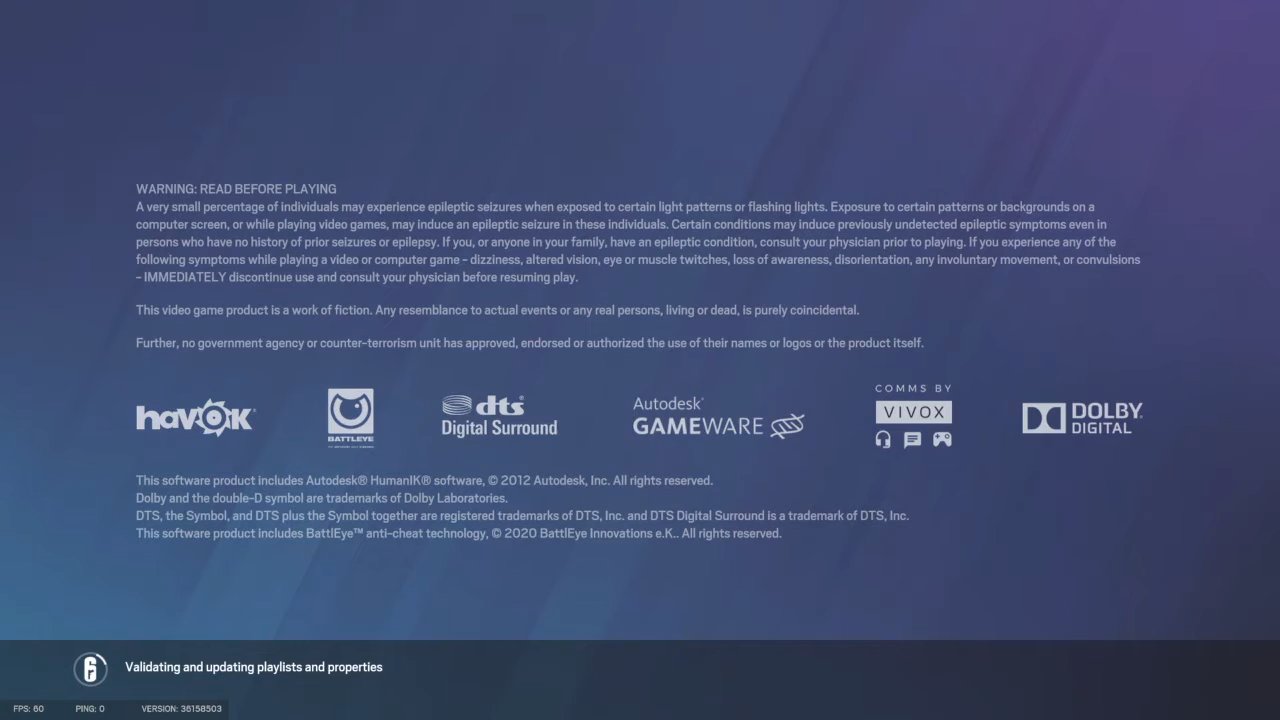 WARNING: READ BEFORE PLAYING
A very small percentage of individuals may experience epileptic seizures when exposed to certain light patterns or flashing lights. Exposure to certain patterns or backgrounds on a
computer screen, or while playing video games, may induce an epileptic seizure in these individuals. Certain conditions may induce previously undetected epileptic symptoms even in
persons who have no history of prior seizures or epilepsy. If you, or anyone in your family, have an epileptic condition, consult your physician prior to playing. If you experience any of the
following symptoms while playing a video or computer game - dizziness, altered vision, eye or muscle twitches, loss of awareness, disorientation, any involuntary movement, or convulsions
- IMMEDIATELY discontinue use and consult your physician before resuming play.
This video game product is a work of fiction. Any resemblance to actual events or any real persons, living or dead, is purely coincidental.
Further, no government agency or counter-terrorism unit has approved, endorsed or authorized the use of their names or logos or the product itself.
havok
BATTLEYE
dts
Digital Surround
Autodesk®
GAMEWARE
COMMS BY
VIVOX
DOLBY
DIGITAL
This software product includes Autodesk® HumanIK® software, © 2012 Autodesk, Inc. All rights reserved.
Dolby and the double-D symbol are trademarks of Dolby Laboratories.
DTS, the Symbol, and DTS plus the Symbol together are registered trademarks of DTS, Inc. and DTS Digital Surround is a trademark of DTS, Inc.
This software product includes BattlEye™ anti-cheat technology, © 2020 BattlEye Innovations e.K.. All rights reserved.
6
Validating and updating playlists and properties
FPS: 60 PING: 0 VERSION: 36158503